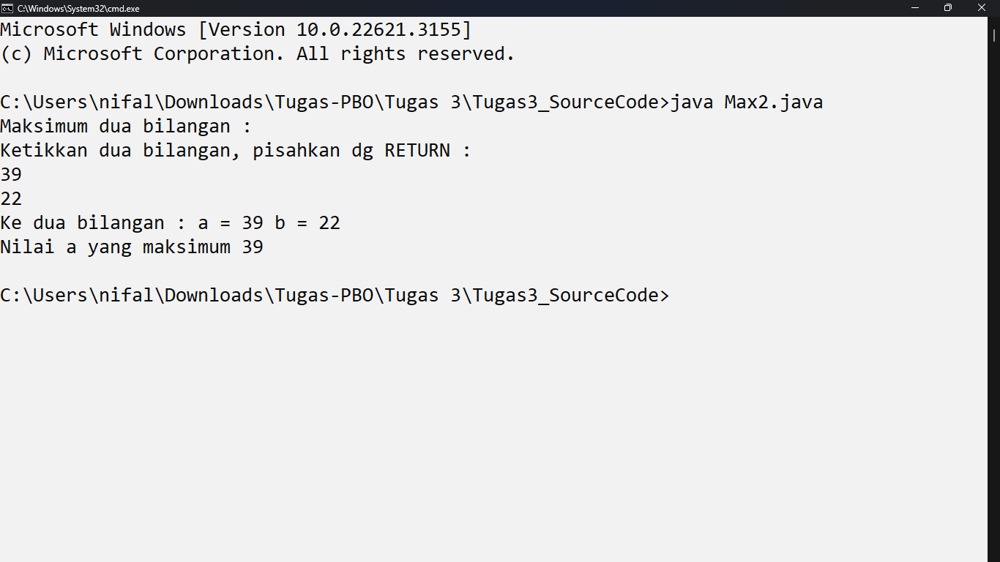 C:\Windows\System32\cmd.exe
Microsoft Windows [Version 10.0.22621.3155]
(c) Microsoft Corporation. All rights reserved.
C:\Users\nifal\Downloads\Tugas-PBO\Tugas 3\Tugas3_SourceCode>java Max2.java
Maksimum dua bilangan :
Ketikkan dua bilangan, pisahkan dg RETURN :
39
22
Ke dua bilangan : a = 39 b = 22
Nilai a yang maksimum 39
C:\Users\nifal\Downloads\Tugas-PBO\Tugas 3\Tugas3_SourceCode>